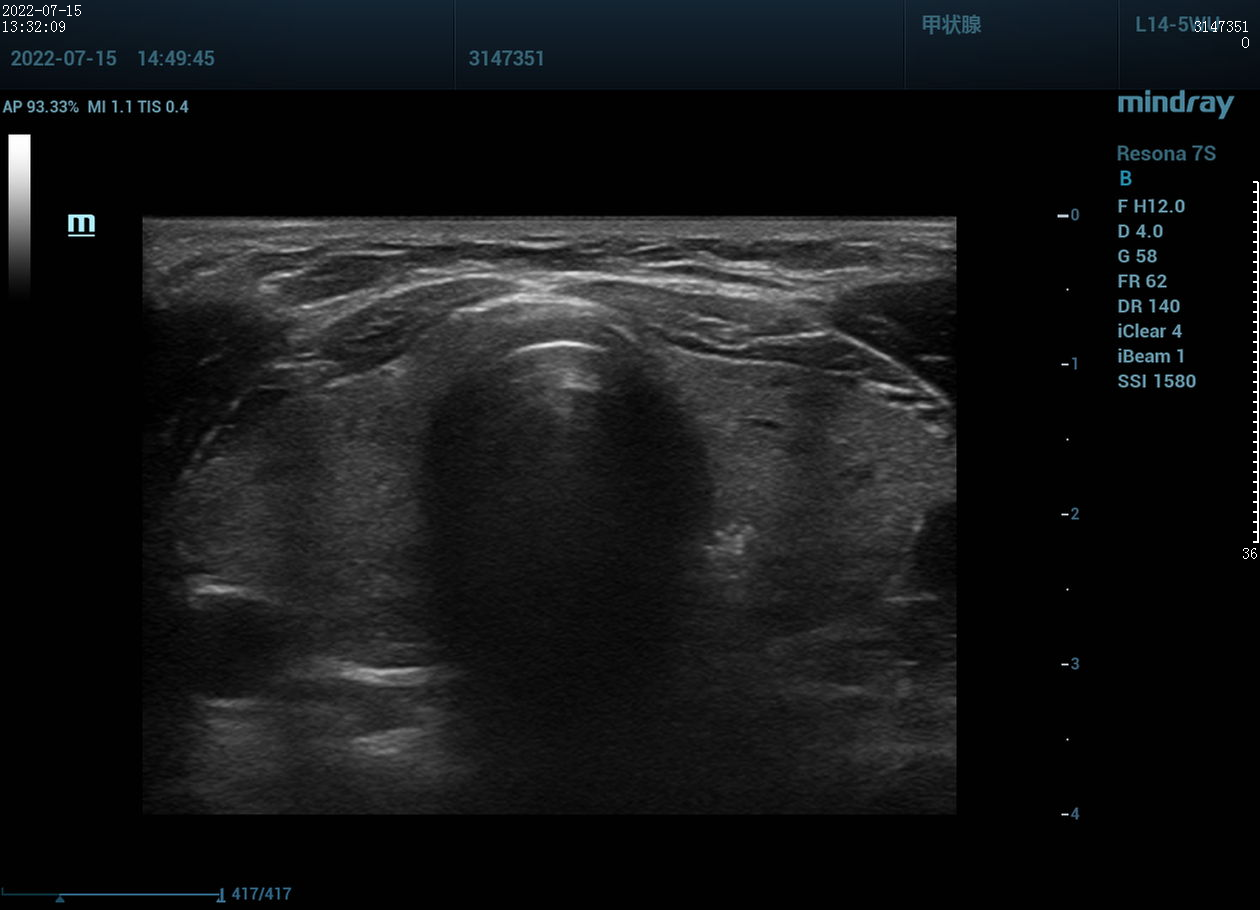 2022-07-15
13:32:09
2022-07-15 14:49:45
3147351
甲状腺
3147351
0
AP 93.33% MI 1.1 TIS 0.4
mindray
Resona 7S
B
F H12.0
D 4.0
G 58
FR 62
DR 140
iClear 4
iBeam 1
SSI 1580
m
0
1
2
3
4
36
417/417